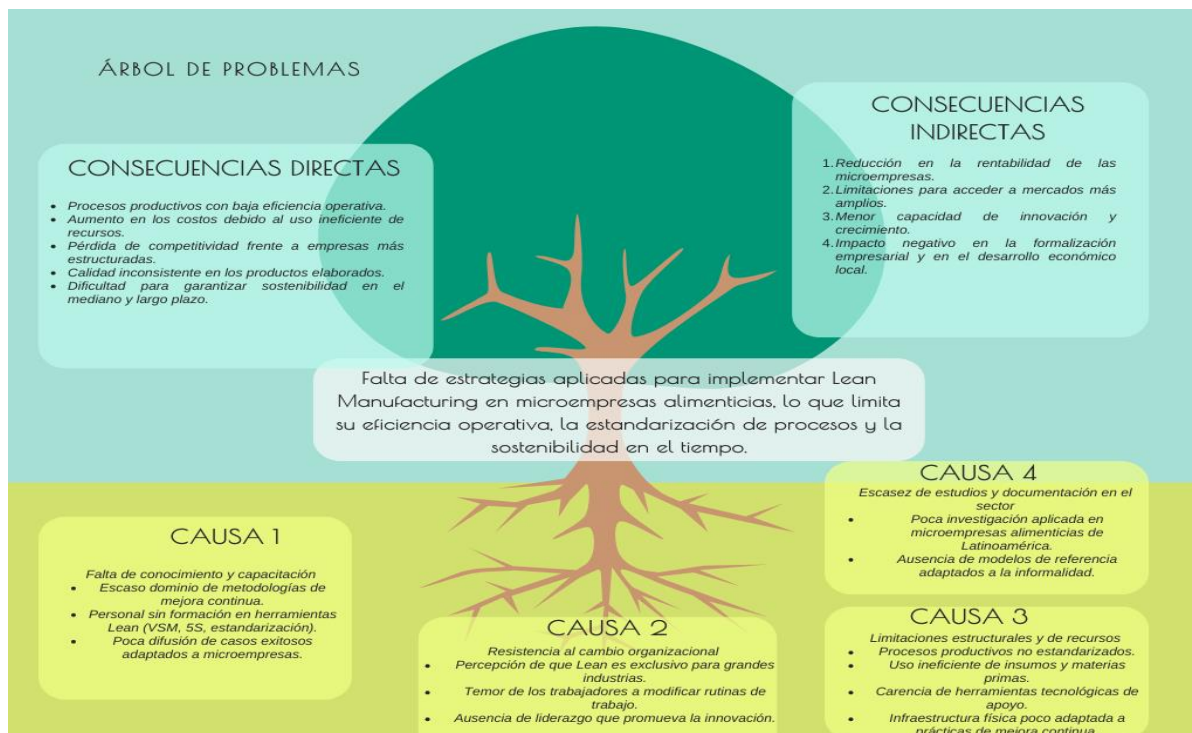 ÁRBOL DE PROBLEMAS
CONSECUENCIAS DIRECTAS
• Procesos productivos con baja eficiencia operativa.
• Aumento en los costos debido al uso ineficiente de
recursos.
• Pérdida de competitividad frente a empresas más
estructuradas.
• Calidad inconsistente en los productos elaborados.
• Dificultad para garantizar sostenibilidad en el
mediano y largo plazo.
CONSECUENCIAS
INDIRECTAS
1. Reducción en la rentabilidad de las
microempresas.
2. Limitaciones para acceder a mercados más
amplios.
3. Menor capacidad de innovación y
crecimiento.
4. Impacto negativo en la formalización
empresarial y en el desarrollo económico
local.
Falta de estrategias aplicadas para implementar Lean
Manufacturing en microempresas alimenticias, lo que limita
su eficiencia operativa, la estandarización de procesos y la
sostenibilidad en el tiempo.
CAUSA 1
Falta de conocimiento y capacitación
• Escaso dominio de metodologías de
mejora continua.
• Personal sin formación en herramientas
Lean (VSM, 5S, estandarización).
• Poca difusión de casos exitosos
adaptados a microempresas.
CAUSA 2
Resistencia al cambio organizacional
• Percepción de que Lean es exclusivo para grandes
industrias.
• Temor de los trabajadores a modificar rutinas de
trabajo.
• Ausencia de liderazgo que promueva la innovación.
CAUSA 4
Escasez de estudios y documentación en el
sector
• Poca investigación aplicada en
microempresas alimenticias de
Latinoamérica.
• Ausencia de modelos de referencia
adaptados a la informalidad.
CAUSA 3
Limitaciones estructurales y de recursos
• Procesos productivos no estandarizados.
• Uso ineficiente de insumos y materias
primas.
• Carencia de herramientas tecnológicas de
apoyo.
• Infraestructura física poco adaptada a
prácticas de mejora continua